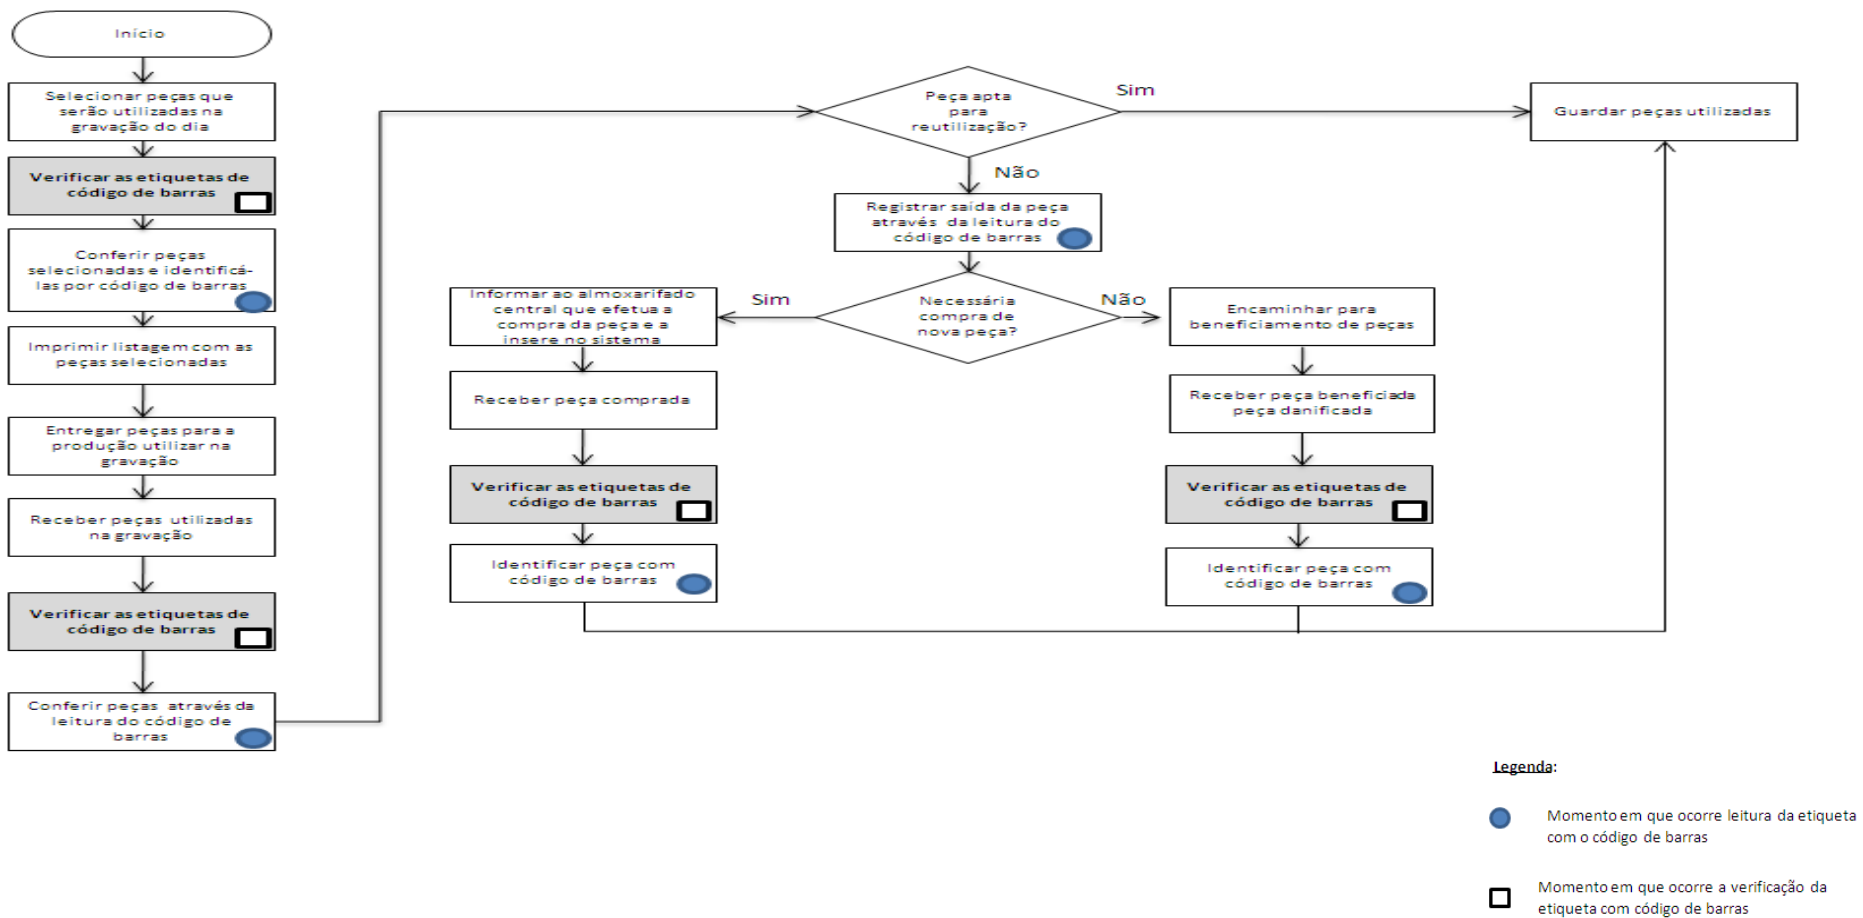 Início
Selecionar peças que
serão utilizadas na
gravação do dia
Verificar as etiquetas de
código de barras
Conferir peças
selecionadas e identificá-
las por código de barras
Imprimir listagem com as
peças selecionadas
Entregar peças para a
produção utilizar na
gravação
Receber peças utilizadas
na gravação
Verificar as etiquetas de
código de barras
Conferir peças através da
leitura do código de
barras
Peça apta
para
reutilização?
Sim
Guardar peças utilizadas
Não
Registrar saída da peça
através da leitura do
código de barras
Necessária
compra de
nova peça?
Sim
Informar ao almoxarifado
central que efetua a
compra da peça e a
insere no sistema
Receber peça comprada
Verificar as etiquetas de
código de barras
Identificar peça com
código de barras
Não
Encaminhar para
beneficiamento de peças
Receber peça beneficiada
peça danificada
Verificar as etiquetas de
código de barras
Identificar peça com
código de barras
Legenda:
Momento em que ocorre leitura da etiqueta
com o código de barras
Momento em que ocorre a verificação da
etiqueta com código de barras